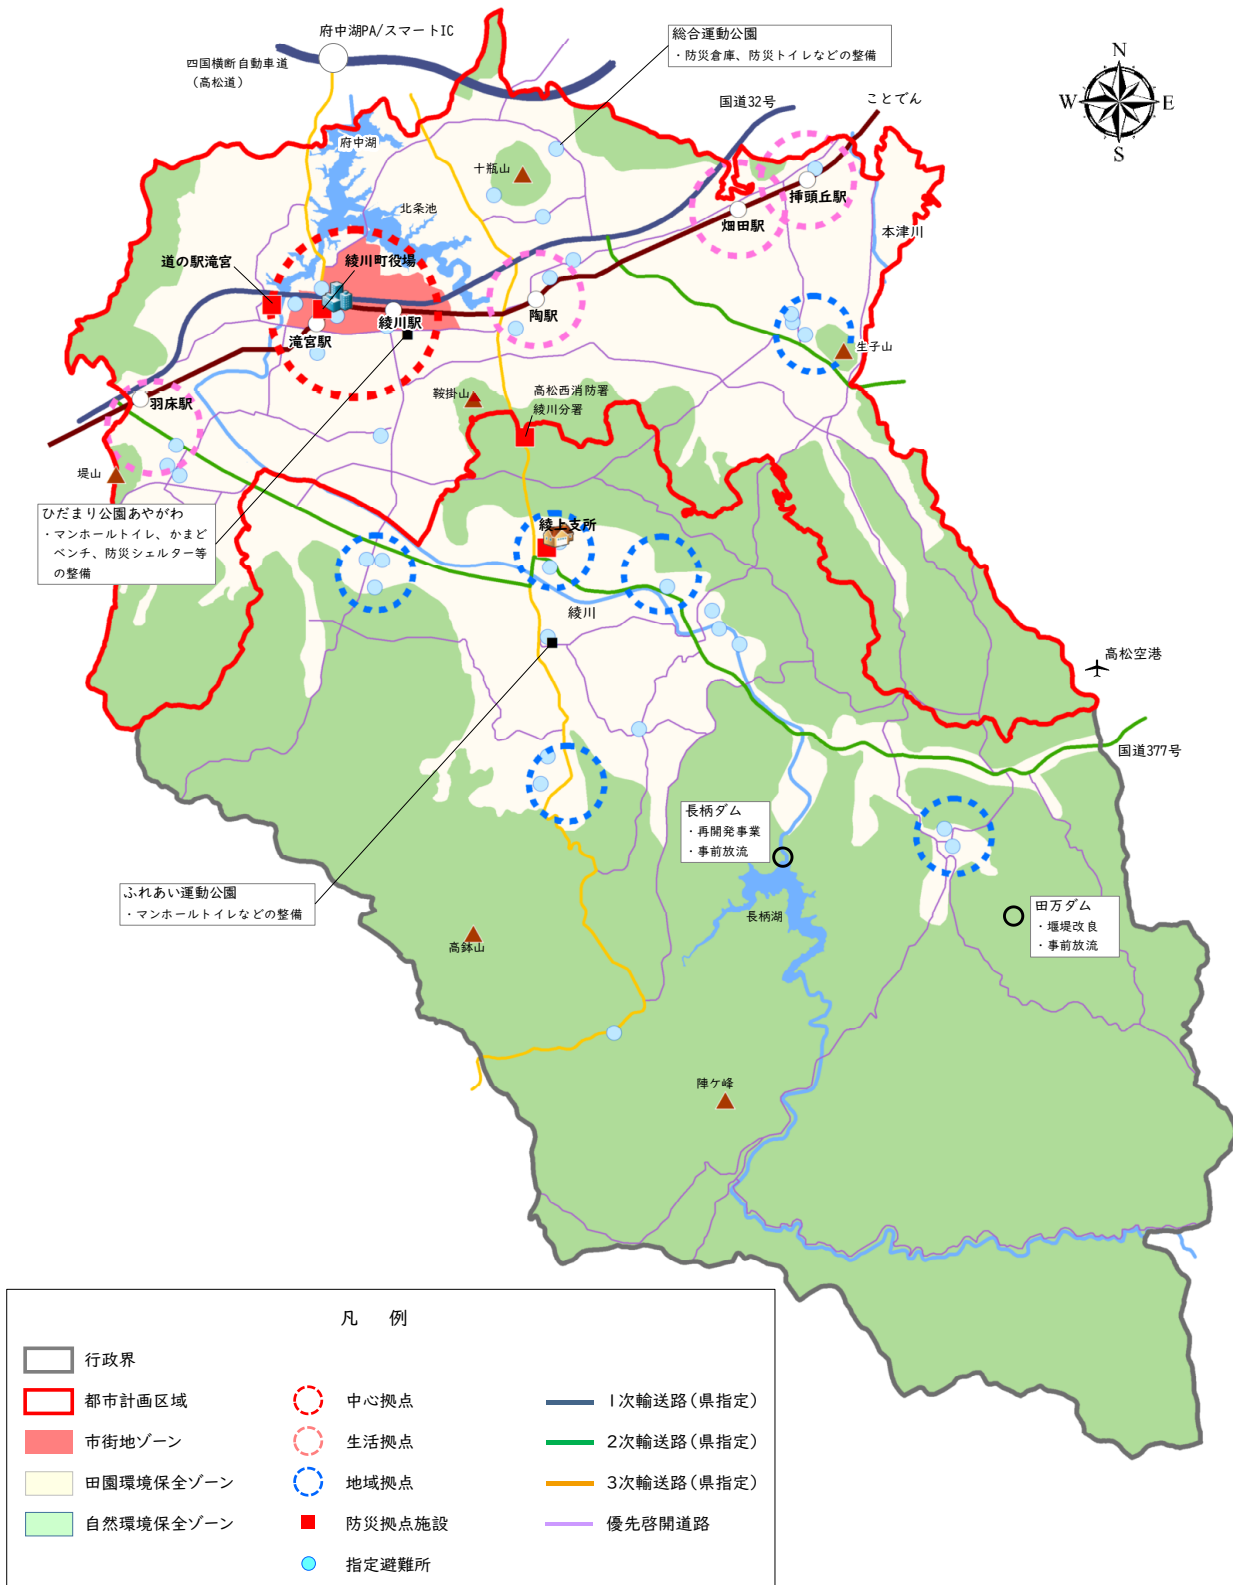 府中湖PA/スマートIC
四国横断自動車道
(高松道)
総合運動公園
・防災倉庫、防災トイレなどの整備
国道32号
ことでん
N
W
E
S
府中湖
十瓶山
北条池
挿頭丘駅
畑田駅
本津川
道の駅滝宮
綾川町役場
陶駅
綾川駅
滝宮駅
生子山
羽床駅
鞍掛山
高松西消防署
綾川分署
堤山
ひだまり公園あやがわ
・マンホールトイレ、かまど
ベンチ、防災シェルター等
の整備
綾上支所
綾川
高松空港
国道377号
長柄ダム
・再開発事業
・事前放流
ふれあい運動公園
・マンホールトイレなどの整備
長柄湖
田万ダム
・堰堤改良
・事前放流
高鉢山
陣ケ峰
凡 例
行政界
都市計画区域
市街地ゾーン
田園環境保全ゾーン
自然環境保全ゾーン
中心拠点
生活拠点
地域拠点
防災拠点施設
指定避難所
1次輸送路(県指定)
2次輸送路(県指定)
3次輸送路(県指定)
優先啓開道路